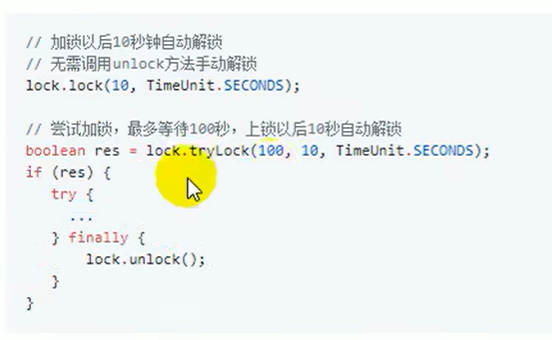 // 加锁以后10秒钟自动解锁
// 无需调用unlock方法手动解锁
lock.lock(10, TimeUnit.SECONDS);
// 尝试加锁，最多等待100秒，上锁以后10秒自动解锁
boolean res = lock.tryLock(100, 10, TimeUnit.SECONDS);
if (res) {
try {
...
} finally {
lock.unlock();
}
}